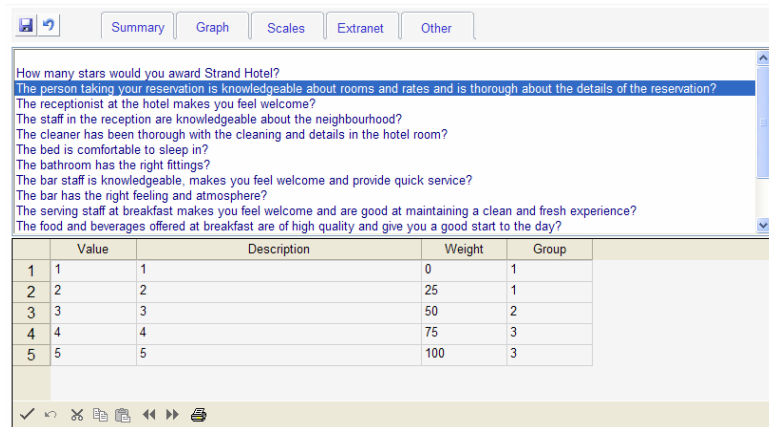 Summary Graph Scales Extranet Other
How many stars would you award Strand Hotel?
The person taking your reservation is knowledgeable about rooms and rates and is thorough about the details of the reservation?
The receptionist at the hotel makes you feel welcome?
The staff in the reception are knowledgeable about the neighbourhood?
The cleaner has been thorough with the cleaning and details in the hotel room?
The bed is comfortable to sleep in?
The bathroom has the right fittings?
The bar staff is knowledgeable, makes you feel welcome and provide quick service?
The bar has the right feeling and atmosphere?
The serving staff at breakfast makes you feel welcome and are good at maintaining a clean and fresh experience?
The food and beverages offered at breakfast are of high quality and give you a good start to the day?
Value Description Weight Group
1 1 1 0 1
2 2 2 25 1
3 3 3 50 2
4 4 4 75 3
5 5 5 100 3